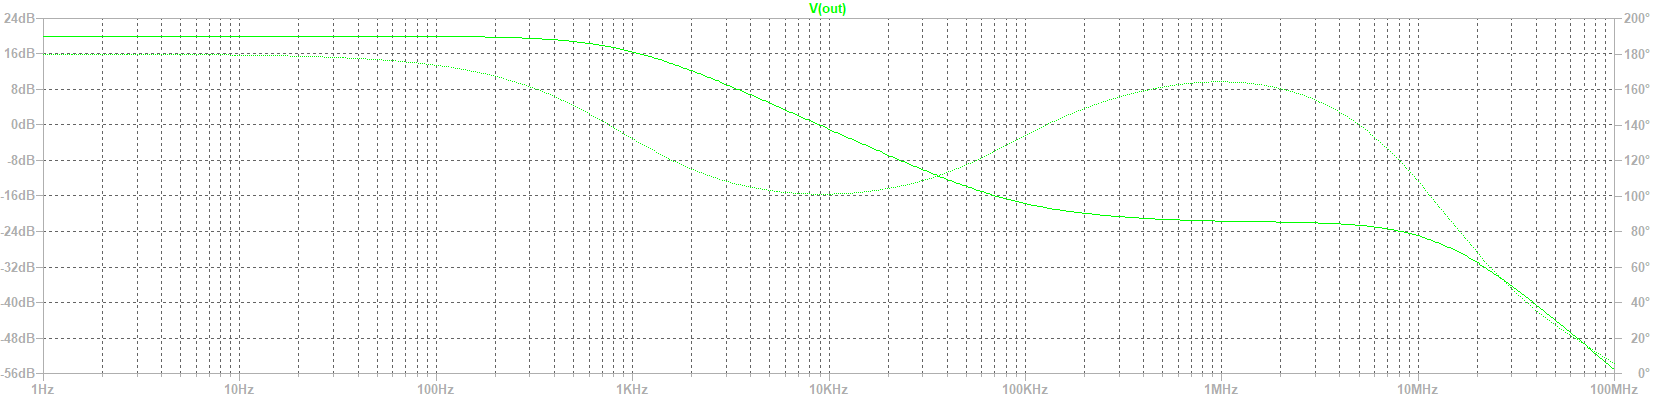 V(out)
24dB 200°
16dB 180°
8dB 160°
0dB 140°
-8dB 120°
-16dB 100°
-24dB 80°
-32dB 60°
-40dB 40°
-48dB 20°
-56dB 0°
1Hz 10Hz 100Hz 1KHz 10KHz 100KHz 1MHz 10MHz 100MHz